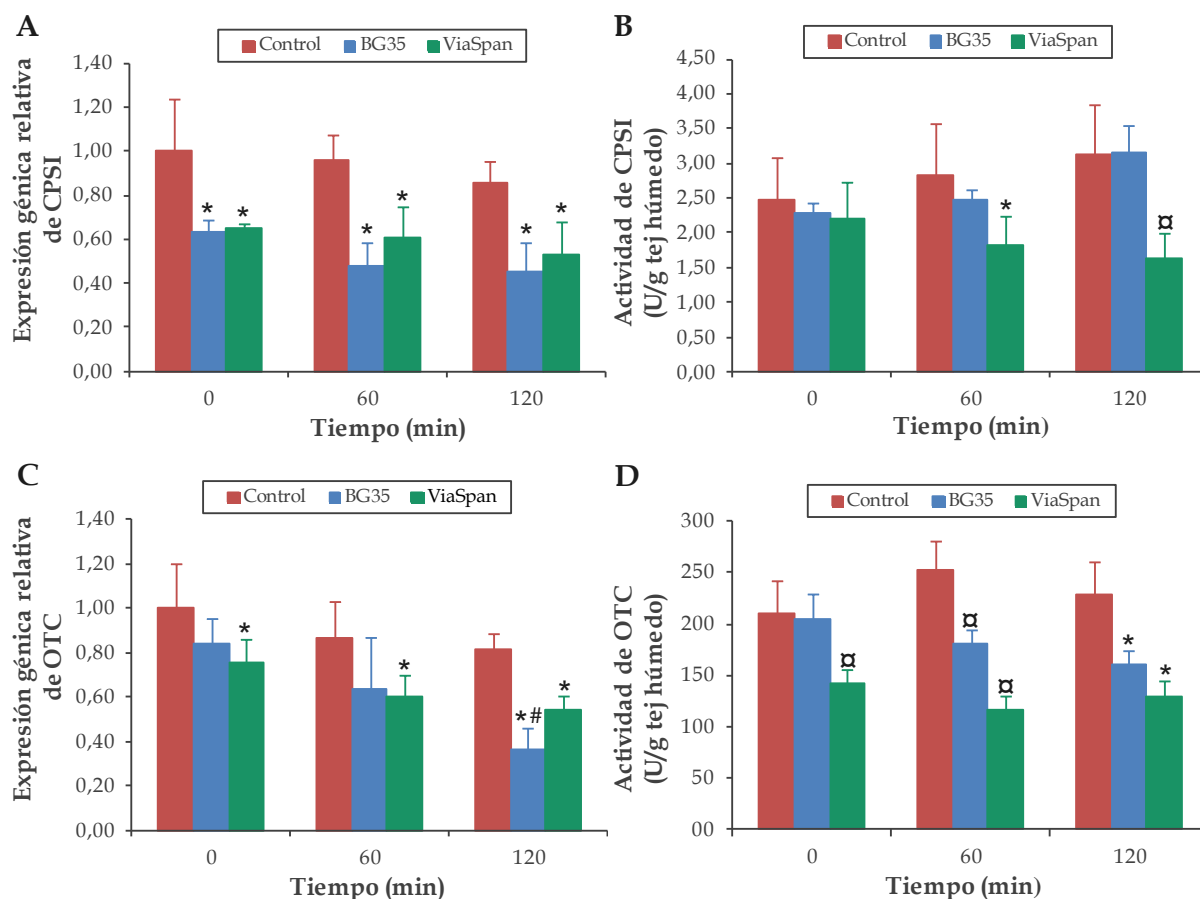 A
Control BG35 ViaSpan
Expresión génica relativa
de CPSI
1,40
1,20
1,00
0,80
0,60
0,40
0,20
0,00
* *
* *
* *
0 60 120
Tiempo (min)
B
Control BG35 ViaSpan
Actividad de CPSI
(U/g tej húmedo)
4,50
4,00
3,50
3,00
2,50
2,00
1,50
1,00
0,50
0,00
*
¤
0 60 120
Tiempo (min)
C
Control BG35 ViaSpan
Expresión génica relativa
de OTC
1,40
1,20
1,00
0,80
0,60
0,40
0,20
0,00
*
*
*# *
0 60 120
Tiempo (min)
D
Control BG35 ViaSpan
Actividad de OTC
(U/g tej húmedo)
300
250
200
150
100
50
00
¤
¤ ¤
* *
0 60 120
Tiempo (min)